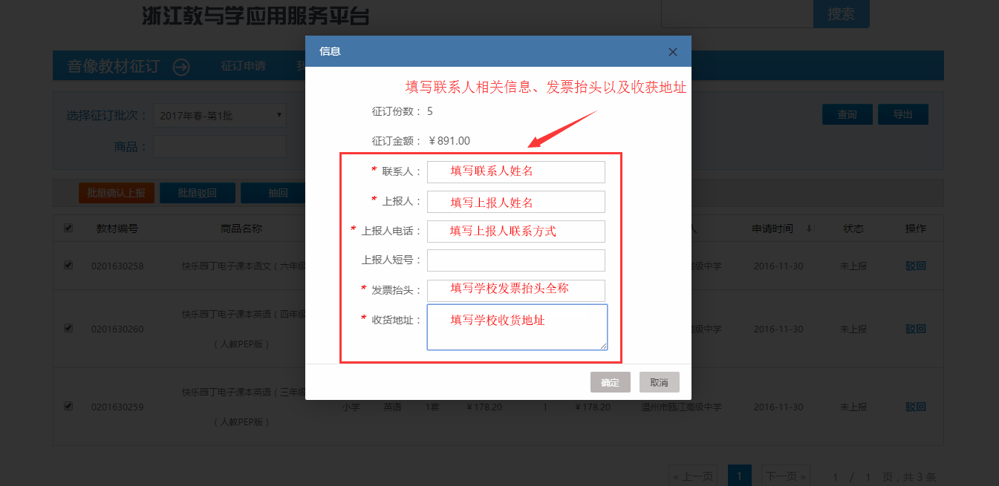 浙江教与学应用服务平台
搜索
信息
音像教材征订
征订申请
填写联系人相关信息、发票抬头以及收获地址
征订份数： 5
选择征订批次： 2017年春-第1批
查询 导出
征订金额： ￥891.00
商品：
* 联系人： 填写联系人姓名
批量确认上报 批量驳回 抽回
* 上报人： 填写上报人姓名
教材编号 商品名称 申请时间 状态 操作
* 上报人电话： 填写上报人联系方式
上报人短号：
0201630258 快乐园丁电子课本语文（六年级 级中学 2016-11-30 未上报 驳回
* 发票抬头： 填写学校发票抬头全称
* 收货地址： 填写学校收货地址
快乐园丁电子课本英语（四年级
（人教PEP版）
0201630260 级中学 2016-11-30 未上报 驳回
确定 取消
快乐园丁电子课本英语（三年级
（人教PEP版）
0201630259 小学 英语 1套 ￥178.20 1 ￥178.20 温州市瓯江高级中学 2016-11-30 未上报 驳回
« 上一页 1 下一页 » 1 / 1 页，共 3 条